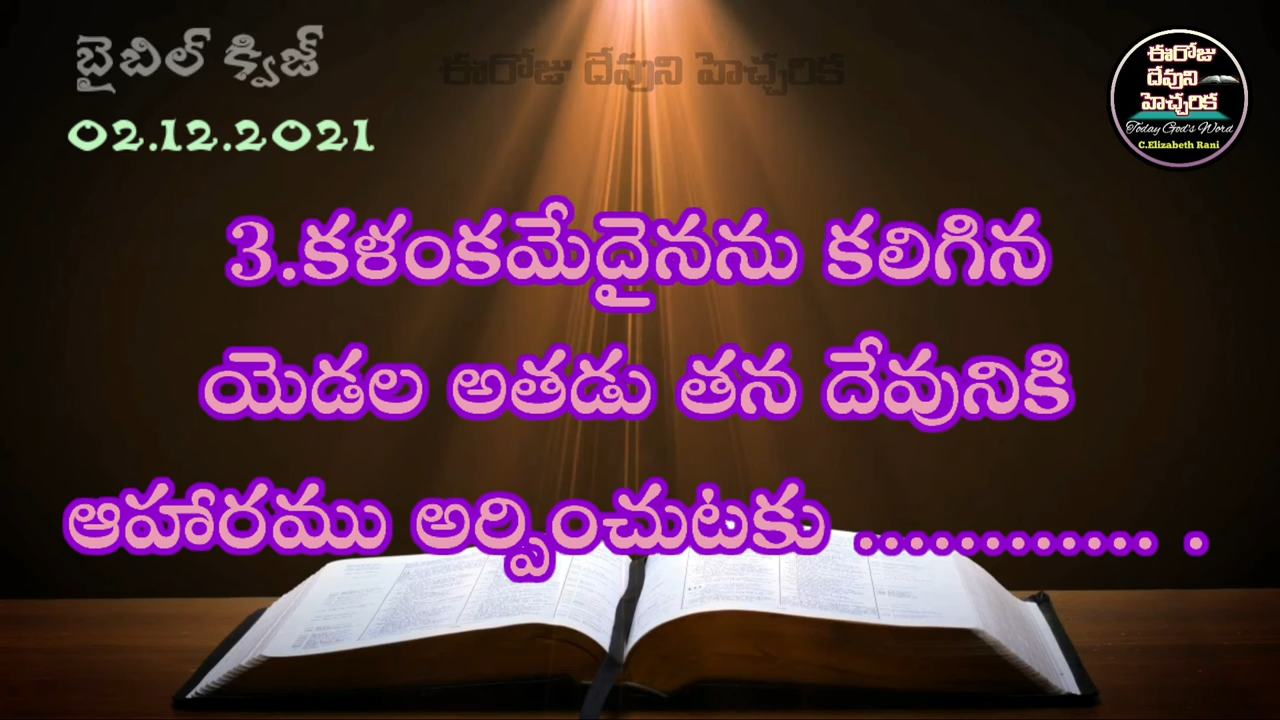 బైబిల్ క్విజ్
ఈరోజు దేవుని హెచ్చరిక
02.12.2021
ఈరోజు
దేవుని
హెచ్చరిక
Today God's Word
C.Elizabeth Rani
3.కళంకమేదైనను కలిగిన
యెడల అతడు తన దేవునికి
ఆహారము అర్పించుటకు ............ .